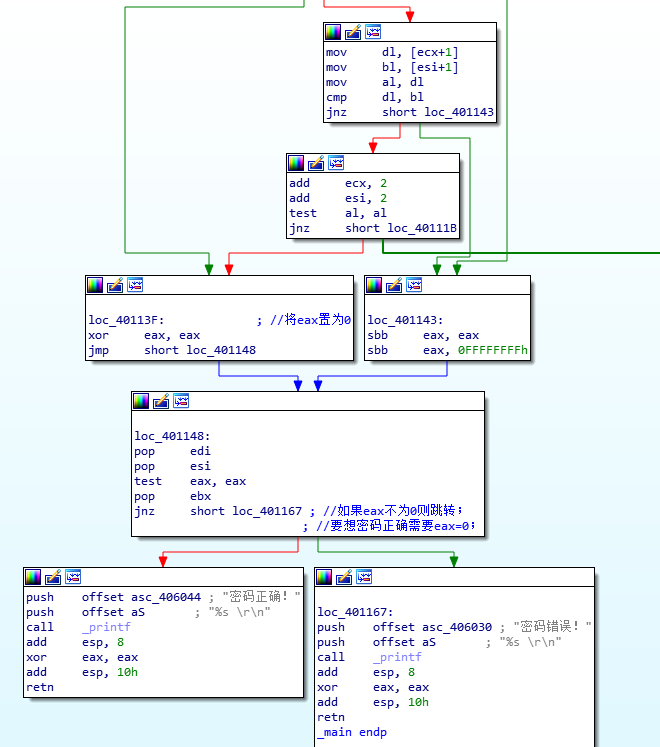 mov     dl, [ecx+1]
mov     bl, [esi+1]
mov     al, dl
cmp     dl, bl
jnz     short loc_401143
add     ecx, 2
add     esi, 2
test    al, al
jnz     short loc_40111B
loc_40113F:             ; //将eax置为0
xor     eax, eax
jmp     short loc_401148
loc_401143:
sbb     eax, eax
sbb     eax, 0FFFFFFFFh
loc_401148:
pop     edi
pop     esi
test    eax, eax
pop     ebx
jnz     short loc_401167 ; //如果eax不为0则跳转;
; //要想密码正确需要eax=0;
push    offset asc_406044 ; "密码正确! "
push    offset aS       ; "%s \r\n"
call    _printf
add     esp, 8
xor     eax, eax
add     esp, 10h
retn
loc_401167:
push    offset asc_406030 ; "密码错误! "
push    offset aS       ; "%s \r\n"
call    _printf
add     esp, 8
xor     eax, eax
add     esp, 10h
retn
_main endp